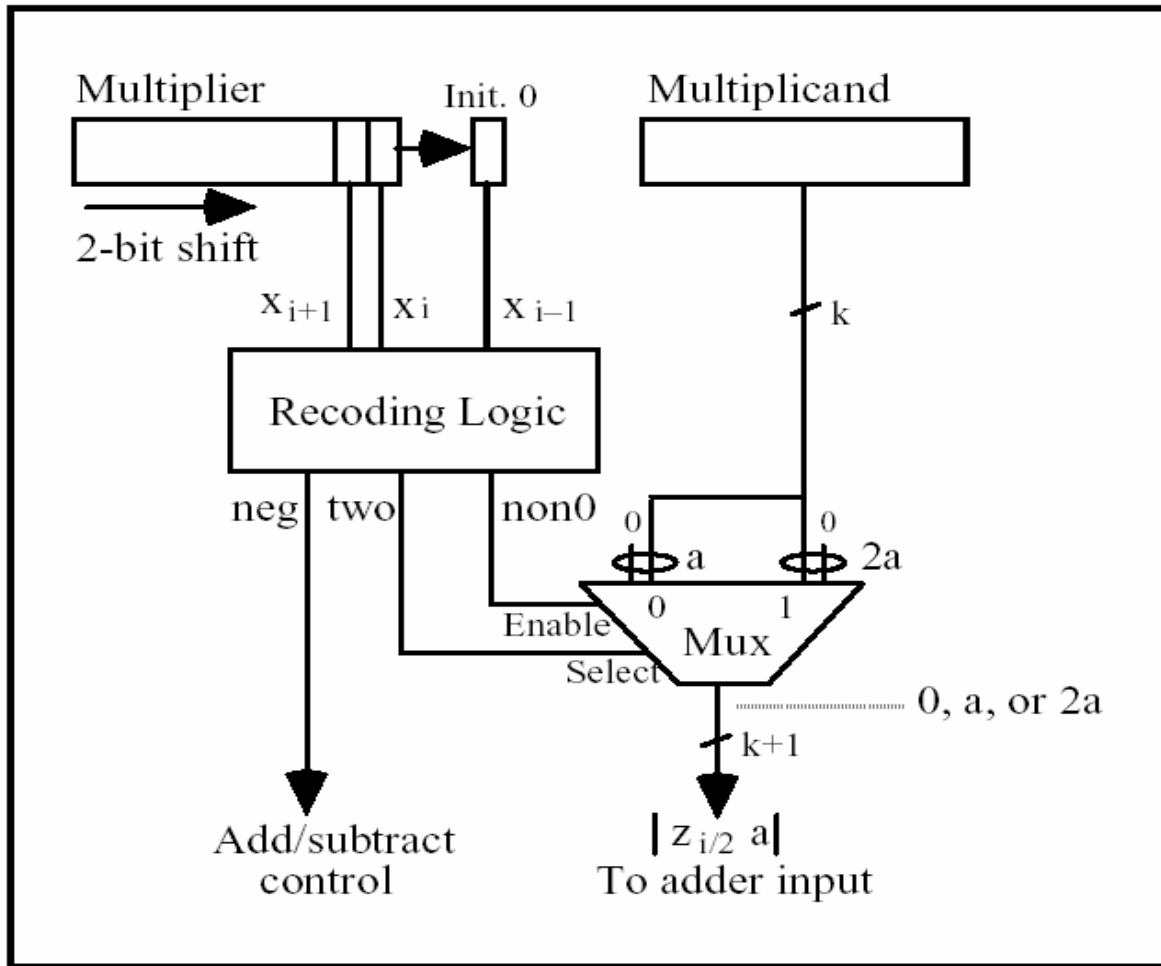 Multiplier
Init. 0
Multiplicand
2-bit shift
x i+1
x i
x i–1
k
Recoding Logic
neg two non0
0
0
a
2a
0
1
Enable
Mux
Select
0, a, or 2a
k+1
Add/subtract
control
| z i/2 a|
To adder input